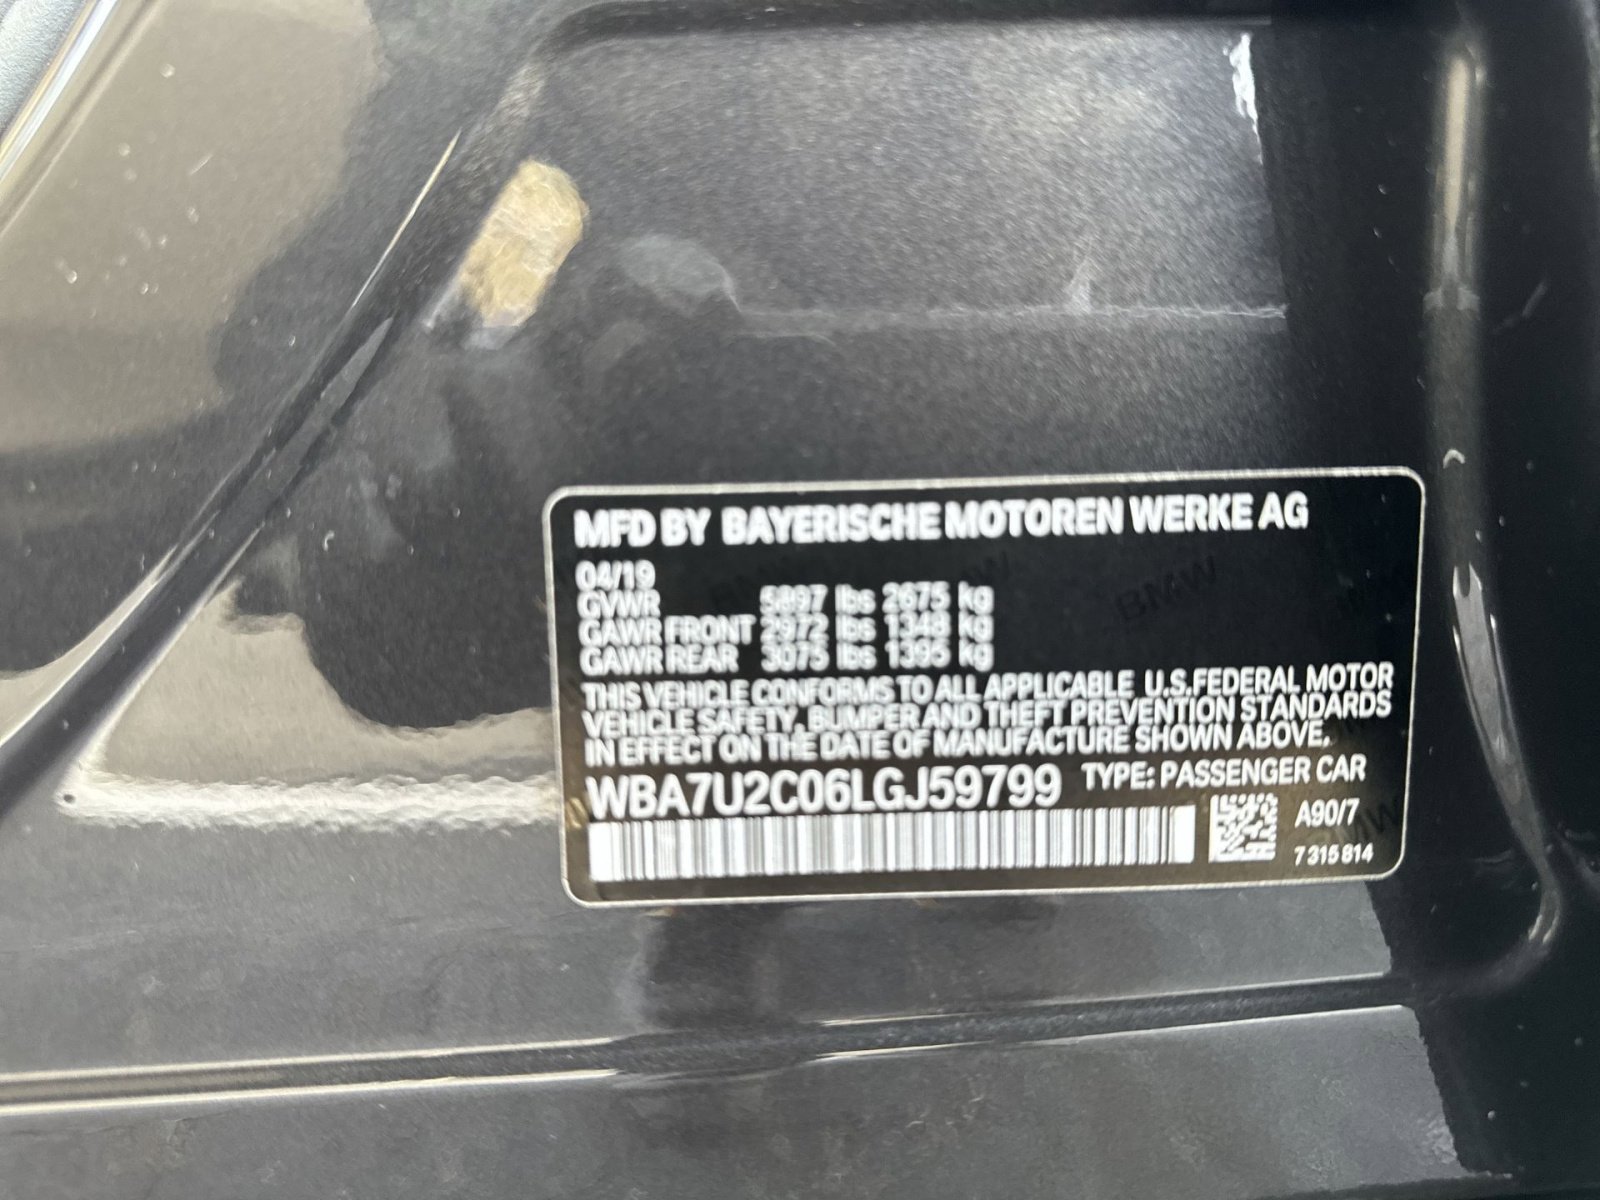 MFD BY BAYERISCHE MOTOREN WERKE AG
04/19
GVWR 5897 lbs 2675 kg
GAWR FRONT 2972 lbs 1348 kg
GAWR REAR 3075 lbs 1395 kg
THIS VEHICLE CONFORMS TO ALL APPLICABLE U.S.FEDERAL MOTOR
VEHICLE SAFETY, BUMPER AND THEFT PREVENTION STANDARDS
IN EFFECT ON THE DATE OF MANUFACTURE SHOWN ABOVE.
WBA7U2C06LGJ59799 TYPE: PASSENGER CAR
A90/7
7 315 814
BMW
BMW